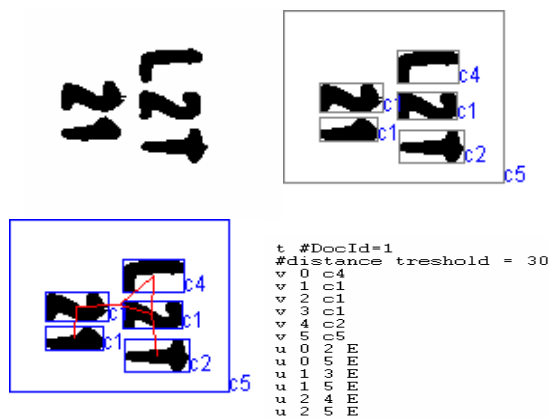 c4
c1
c1
c1
c2
c5
c4
c1
c1
c1
c2
c5
t #DocId=1
#distance treshold = 30
v 0 c4
v 1 c1
v 2 c1
v 3 c1
v 4 c2
v 5 c5
u 0 2 E
u 0 5 E
u 1 3 E
u 1 5 E
u 2 4 E
u 2 5 E